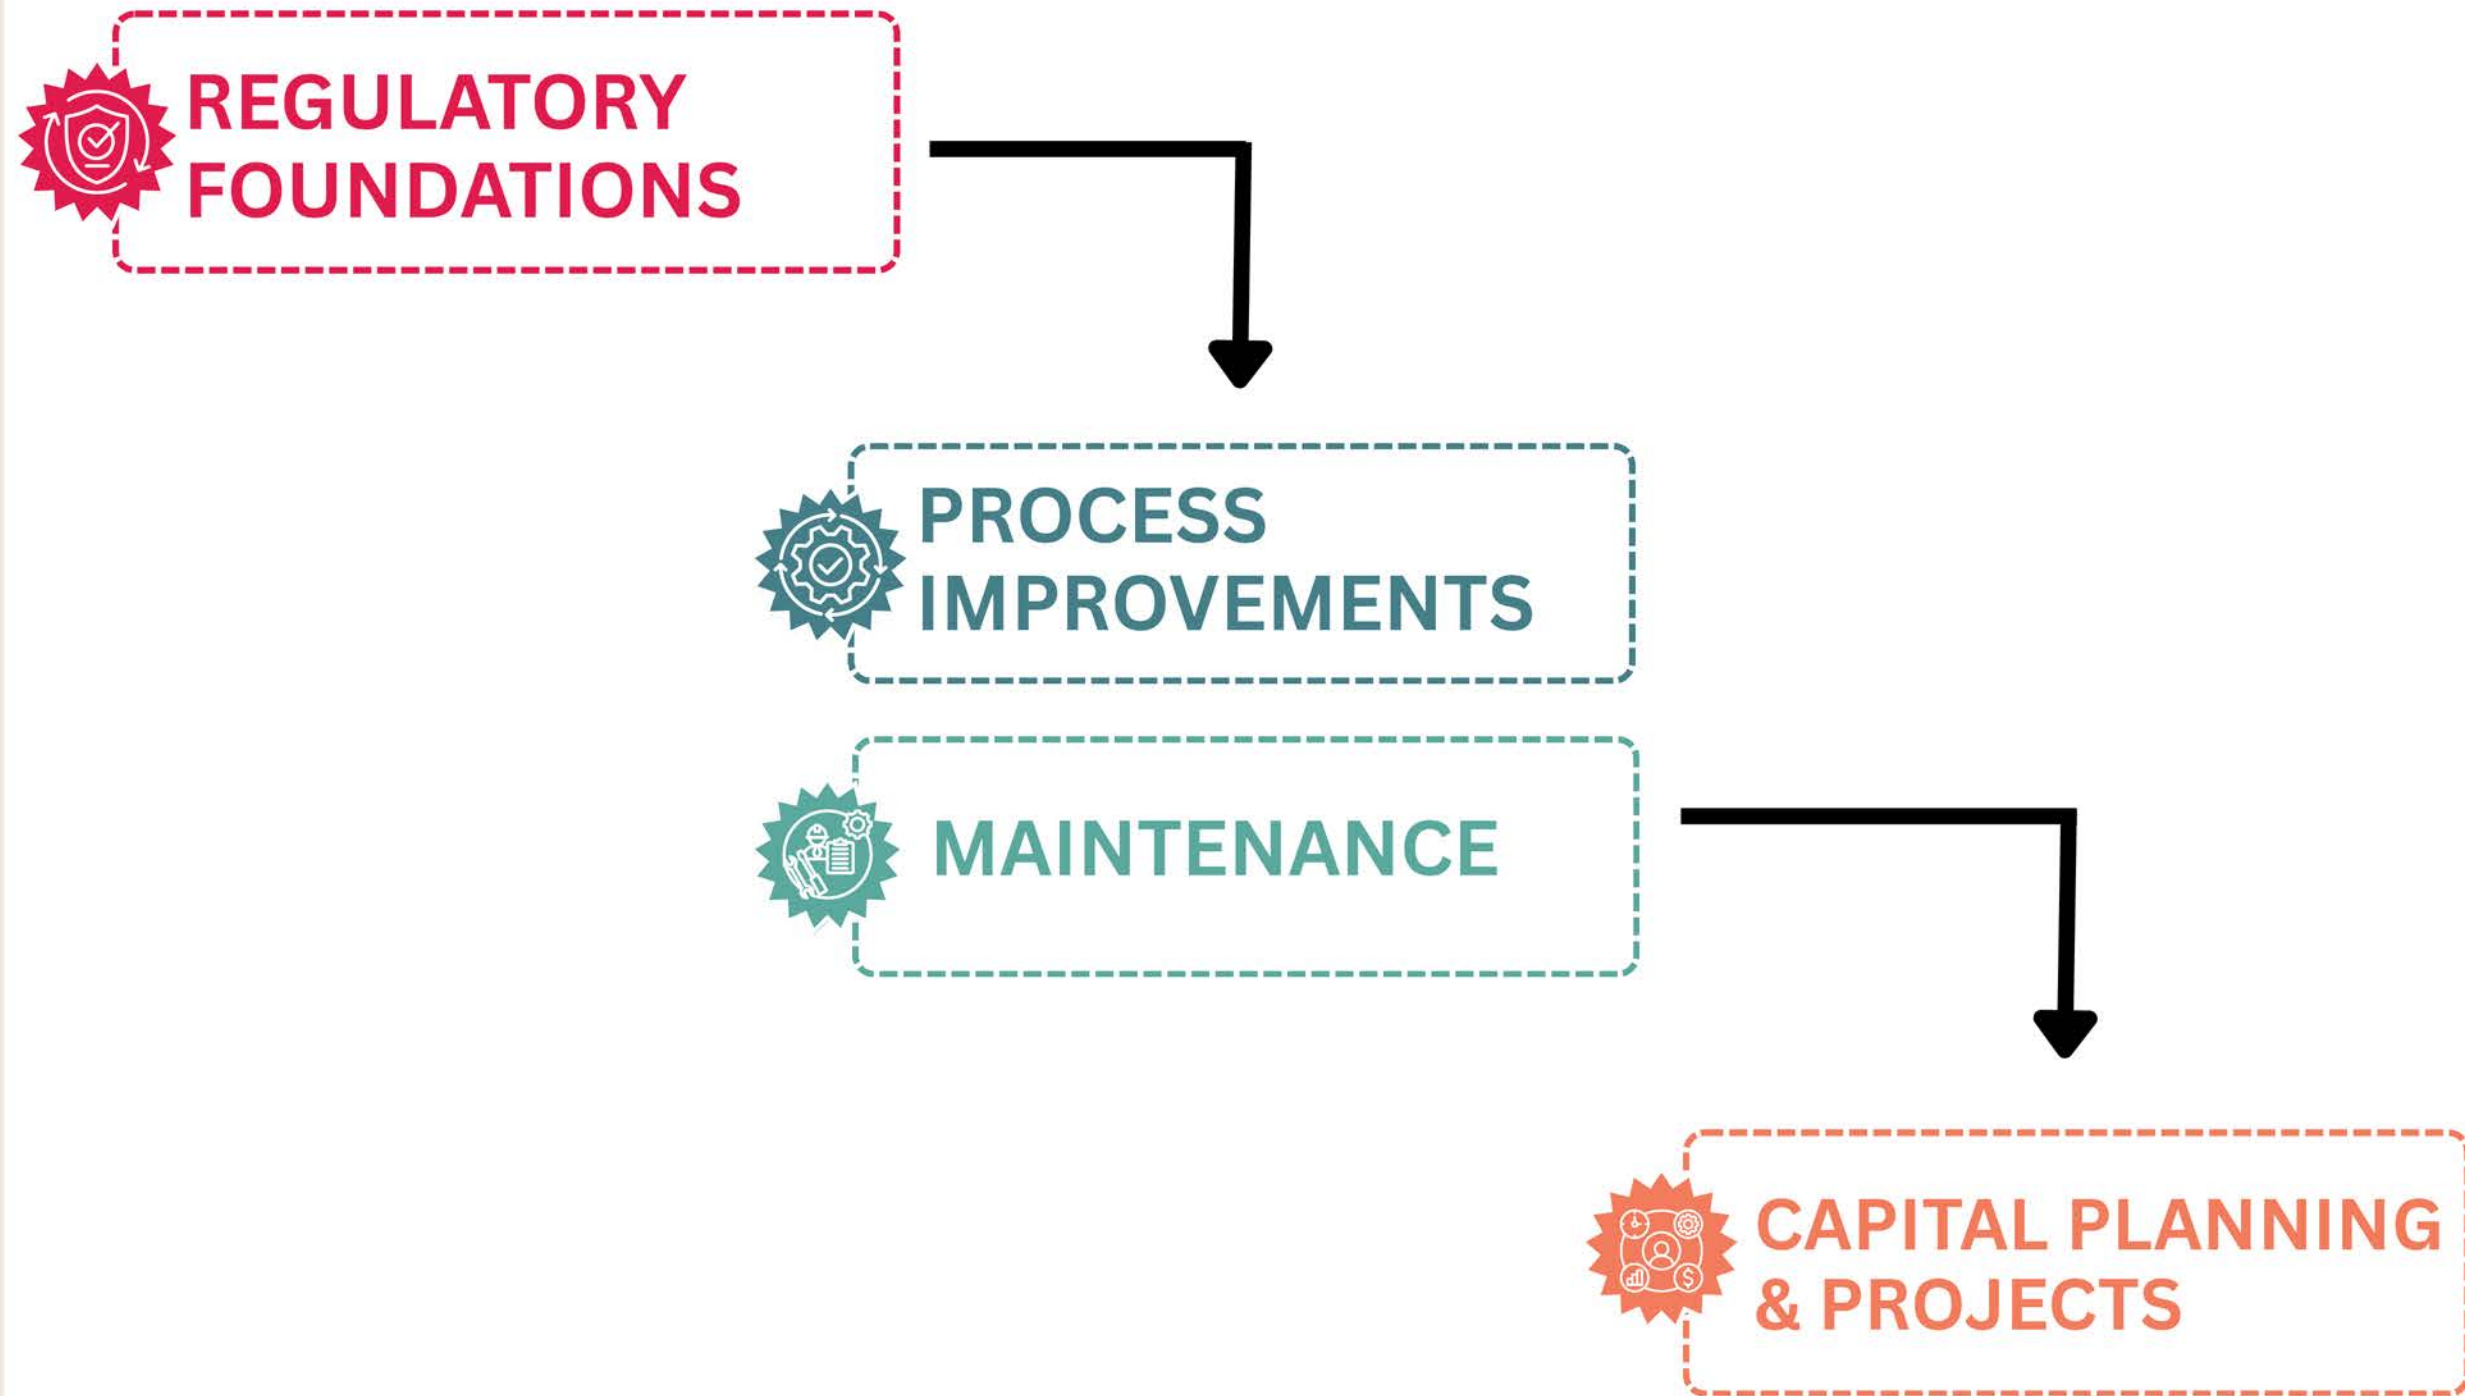 REGULATORY
FOUNDATIONS
PROCESS
IMPROVEMENTS
MAINTENANCE
CAPITAL PLANNING
& PROJECTS